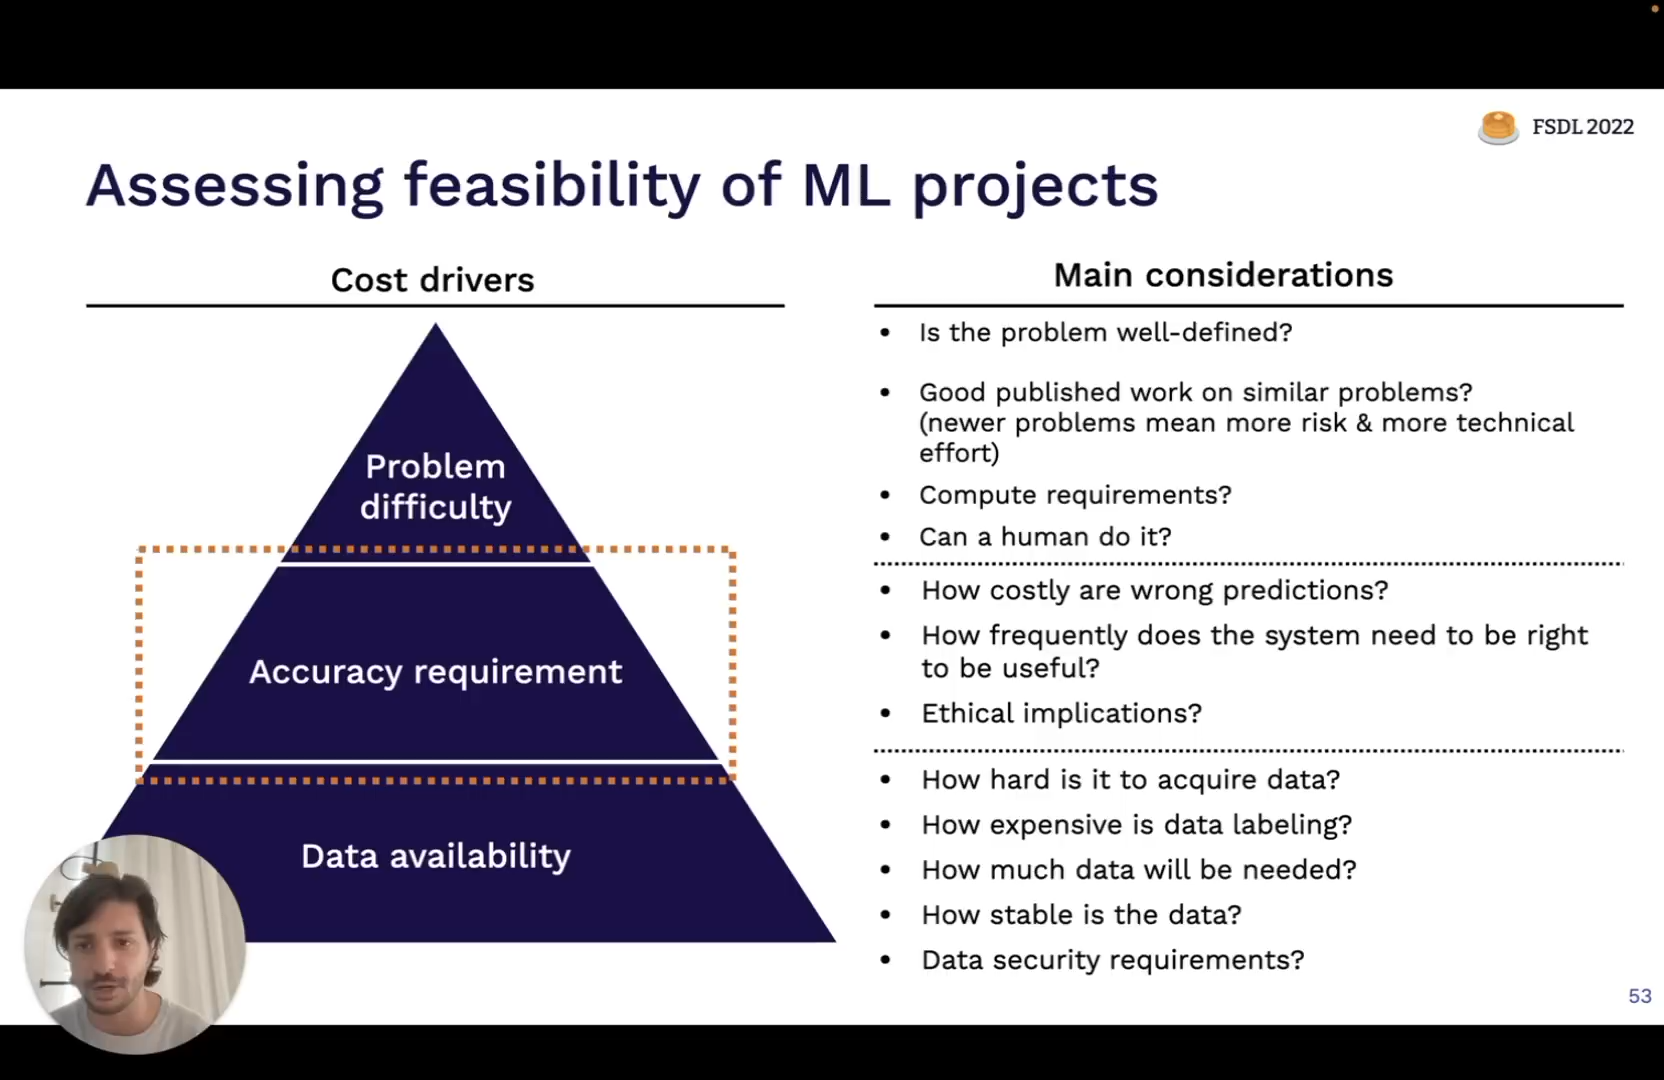 FSDL 2022
Assessing feasibility of ML projects
Cost drivers
Problem
difficulty
Accuracy requirement
Data availability
Main considerations
• Is the problem well-defined?
• Good published work on similar problems?
(newer problems mean more risk & more technical
effort)
• Compute requirements?
• Can a human do it?
• How costly are wrong predictions?
• How frequently does the system need to be right
to be useful?
• Ethical implications?
• How hard is it to acquire data?
• How expensive is data labeling?
• How much data will be needed?
• How stable is the data?
• Data security requirements?
53